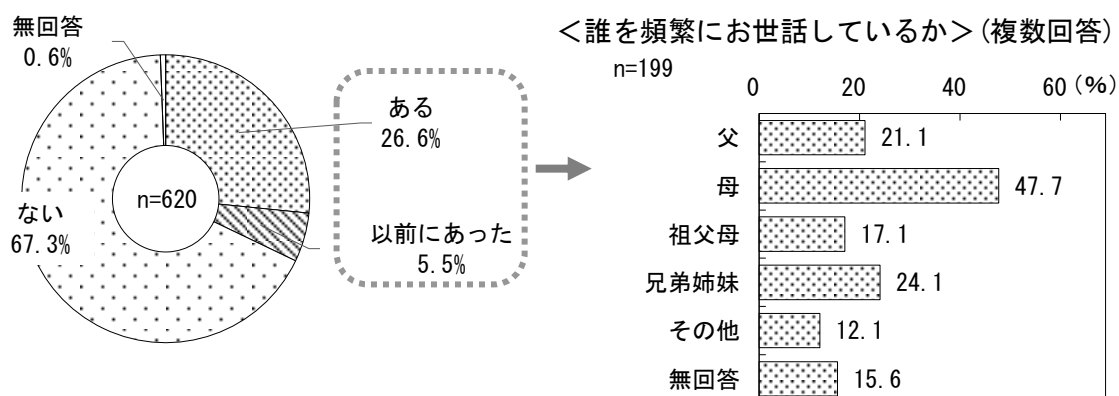 無回答
0.6%
ある
26.6%
ない
67.3%
n=620
以前にあった
5.5%
＜誰を頻繁にお世話しているか＞(複数回答)
n=199
0 20 40 60 (%)
父 21.1
母 47.7
祖父母 17.1
兄弟姉妹 24.1
その他 12.1
無回答 15.6